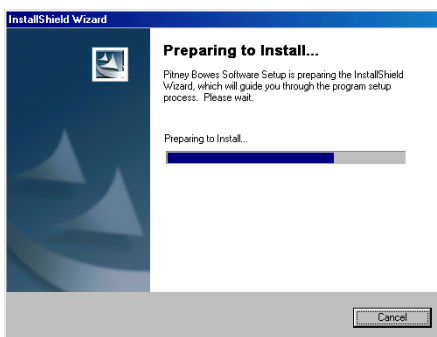 InstallShield Wizard
Preparing to Install...
Pitney Bowes Software Setup is preparing the InstallShield
Wizard, which will guide you through the program setup
process. Please wait.
Preparing to Install...
Cancel